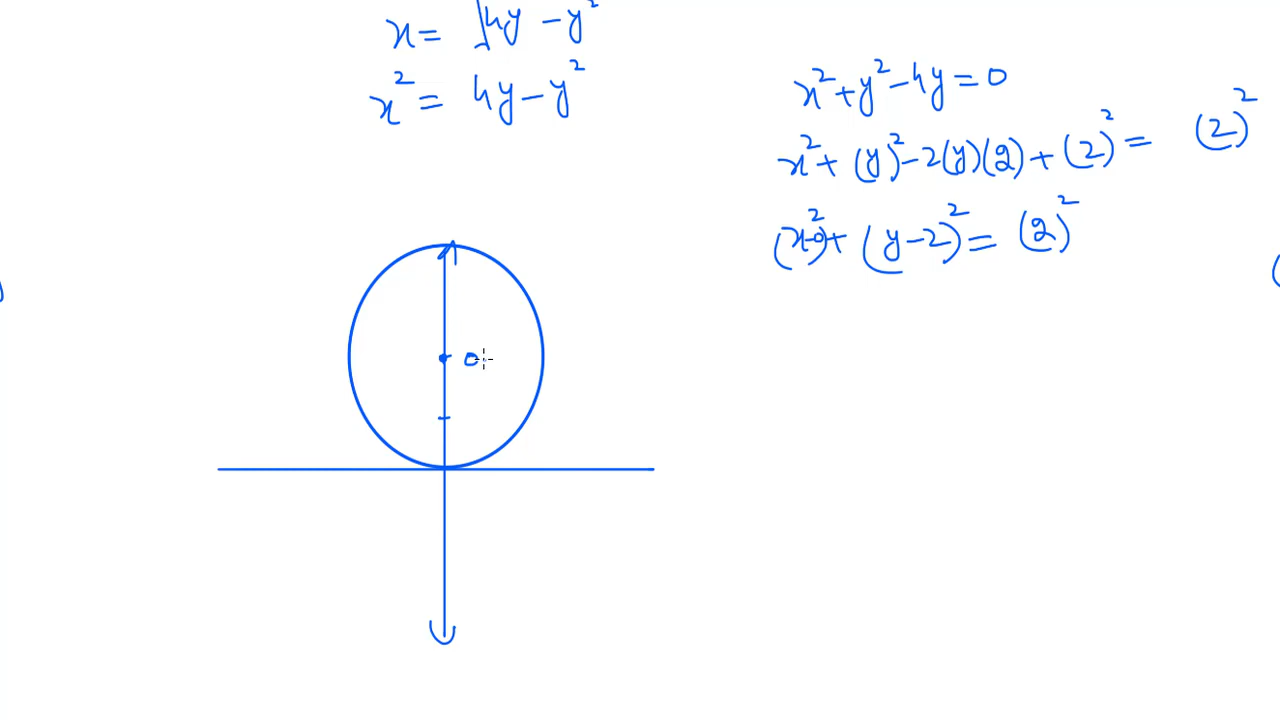 x = √4y - y²
x² = 4y - y²
x² + y² - 4y = 0
x² + (y)² - 2(y)(2) + (2)² = (2)²
(x-0)² + (y-2)² = (2)²
0